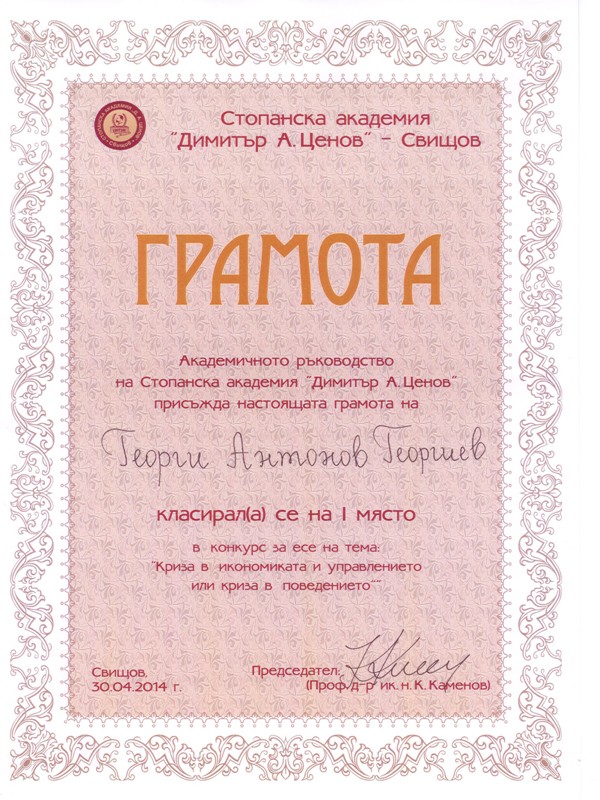 Стопанска академия
"Димитър А. Ценов" - Свищов
ГРАМОТА
Академичното ръководство
на Стопанска академия "Димитър А. Ценов"
присъжда настоящата грамота на
Георги Антонов Георгиев
класирал(а) се на I място
в конкурс за есе на тема:
"Криза в икономиката и управлението
или криза в поведението""
Свищов,
30.04.2014 г.
Председател:
(Проф. д-р ик. н. К. Каменов)